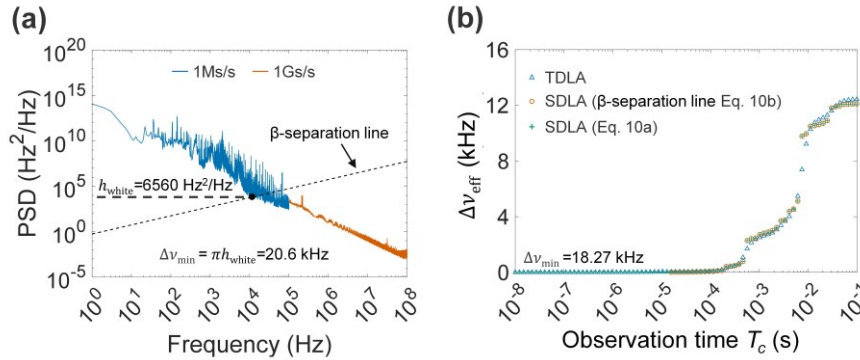 (a)
10^20
10^15
10^10
10^5
10^0
10^-5
PSD (Hz^2/Hz)
1Ms/s 1Gs/s
β-separation line
h_white=6560 Hz^2/Hz
Δν_min = πh_white=20.6 kHz
10^0 10^1 10^2 10^3 10^4 10^5 10^6 10^7 10^8
Frequency (Hz)
(b)
16
12
8
4
0
Δν_eff (kHz)
TDLA
SDLA (β-separation line Eq. 10b)
SDLA (Eq. 10a)
Δν_min=18.27 kHz
10^-8 10^-7 10^-6 10^-5 10^-4 10^-3 10^-2 10^-1
Observation time T_c (s)